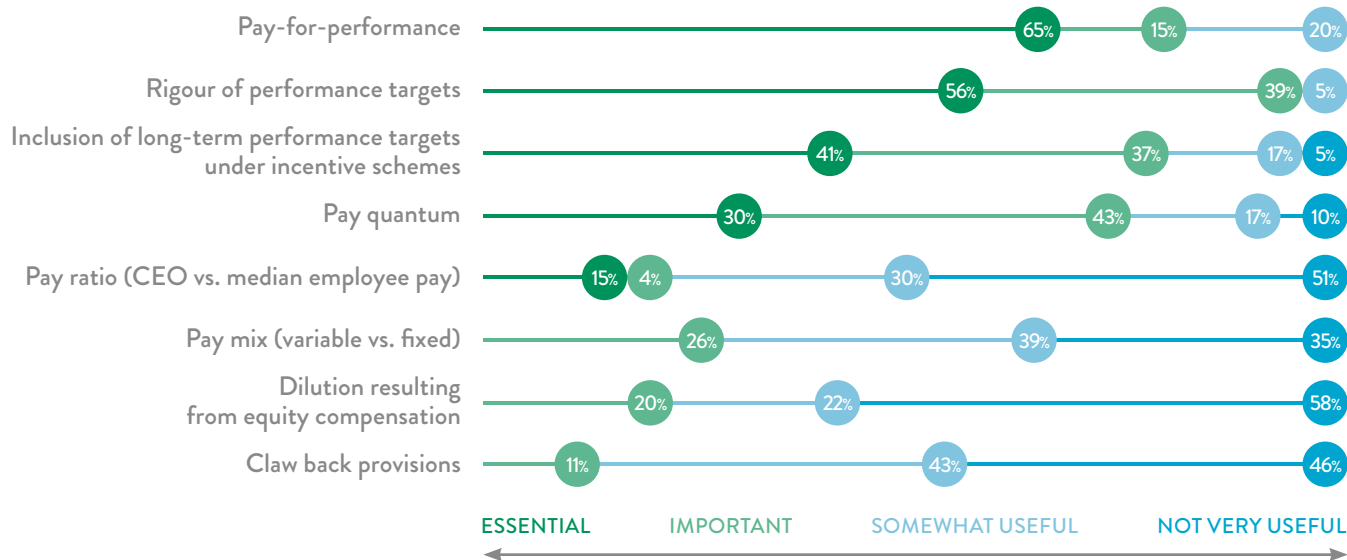 Pay-for-performance 65% 15% 20%
Rigour of performance targets 56% 39% 5%
Inclusion of long-term performance targets
under incentive schemes 41% 37% 17% 5%
Pay quantum 30% 43% 17% 10%
Pay ratio (CEO vs. median employee pay) 15% 4% 30% 51%
Pay mix (variable vs. fixed) 26% 39% 35%
Dilution resulting
from equity compensation 20% 22% 58%
Claw back provisions 11% 43% 46%
ESSENTIAL IMPORTANT SOMEWHAT USEFUL NOT VERY USEFUL